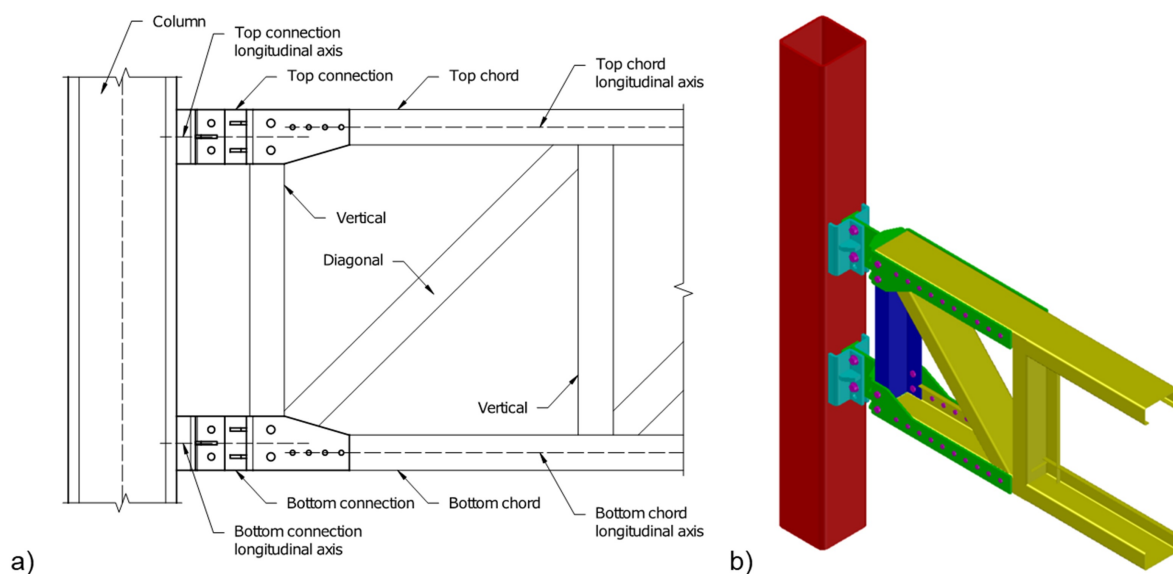 Column
Top connection
longitudinal axis
Top connection
Top chord
Top chord
longitudinal axis
Vertical
Diagonal
Vertical
Bottom connection
Bottom chord
Bottom connection
longitudinal axis
Bottom chord
longitudinal axis
a)
b)